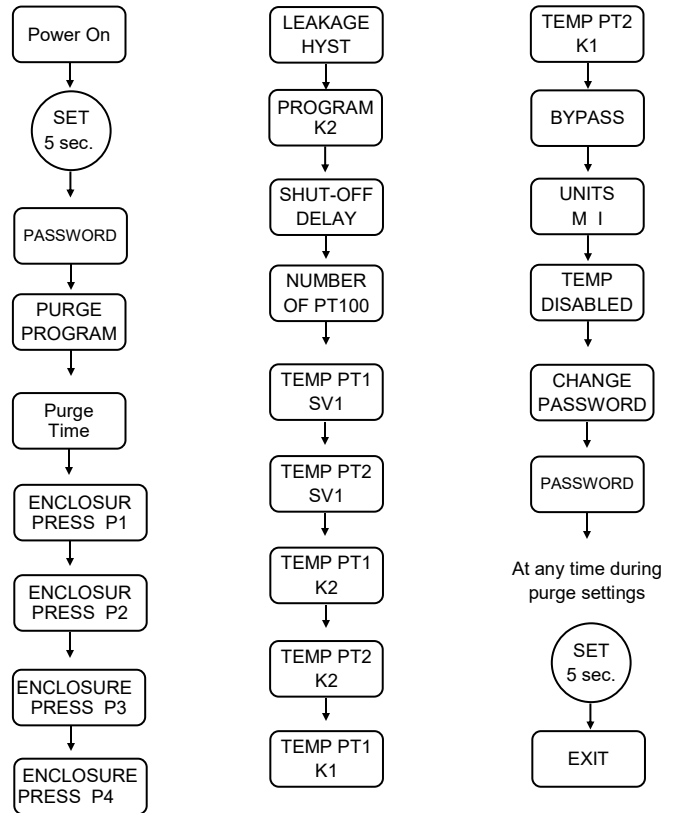 Power On
SET
5 sec.
PASSWORD
PURGE
PROGRAM
Purge
Time
ENCLOSUR
PRESS P1
ENCLOSUR
PRESS P2
ENCLOSURE
PRESS P3
ENCLOSURE
PRESS P4
LEAKAGE
HYST
PROGRAM
K2
SHUT-OFF
DELAY
NUMBER
OF PT100
TEMP PT1
SV1
TEMP PT2
SV1
TEMP PT1
K2
TEMP PT2
K2
TEMP PT1
K1
TEMP PT2
K1
BYPASS
UNITS
M I
TEMP
DISABLED
CHANGE
PASSWORD
PASSWORD
At any time during
purge settings
SET
5 sec.
EXIT